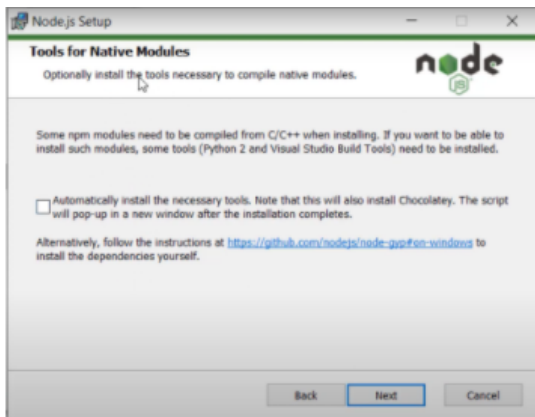 Node.js Setup
Tools for Native Modules
Optionally install the tools necessary to compile native modules.
node
JS
Some npm modules need to be compiled from C/C++ when installing. If you want to be able to
install such modules, some tools (Python 2 and Visual Studio Build Tools) need to be installed.
Automatically install the necessary tools. Note that this will also install Chocolatey. The script
will pop-up in a new window after the installation completes.
Alternatively, follow the instructions at https://github.com/nodejs/node-gyp#on-windows to
install the dependencies yourself.
Back
Next
Cancel